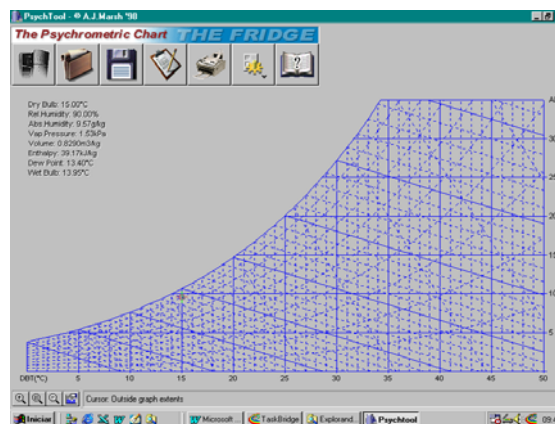 PsychTool - © A.J.Marsh '98
The Psychrometric Chart THE FRIDGE
Dry Bulb: 15.00°C
Rel.Humidity: 90.00%
Abs.Humidity: 9.57g/kg
Vap.Pressure: 1.53kPa
Volume: 0.8290m3/kg
Enthalpy: 39.17kJ/kg
Dew Point: 13.40°C
Wet Bulb: 13.95°C
30
25
20
15
10
5
DBT(°C) 5 10 15 20 25 30 35 40 45 50
Cursor: Outside graph extents
Iniciar Microsoft ... TaskBridge Explorand... Psychtool